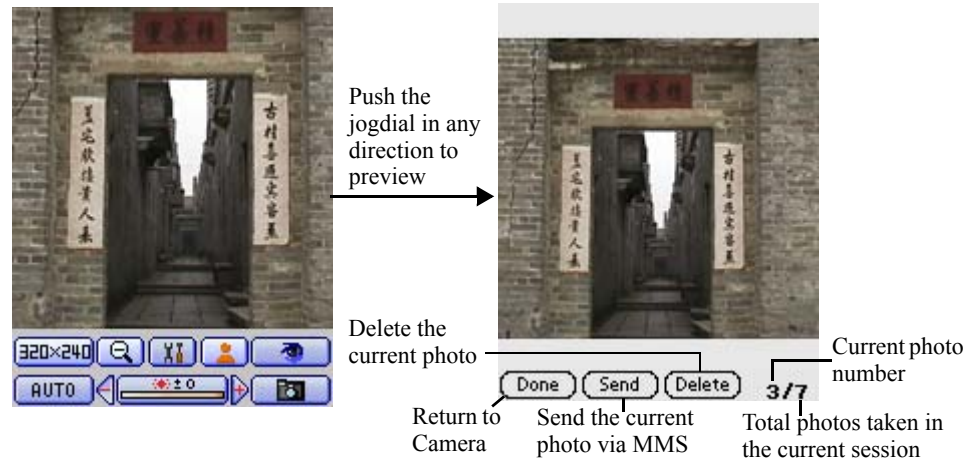 Push the
jogdial in any
direction to
preview
320×240
AUTO
± 0
Delete the
current photo
Done
Send
Delete
3/7
Current photo
number
Return to
Camera
Send the current
photo via MMS
Total photos taken in
the current session